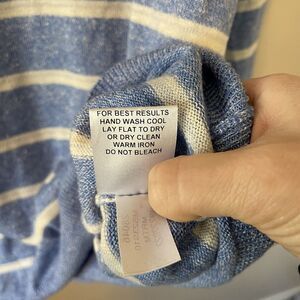 FOR BEST RESULTS
HAND WASH COOL
LAY FLAT TO DRY
OR DRY CLEAN
WARM IRON
DO NOT BLEACH